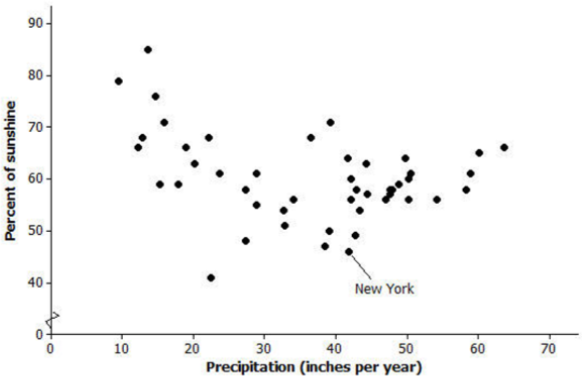 90
80
70
60
50
40
0
Percent of sunshine
New York
0 10 20 30 40 50 60 70
Precipitation (inches per year)